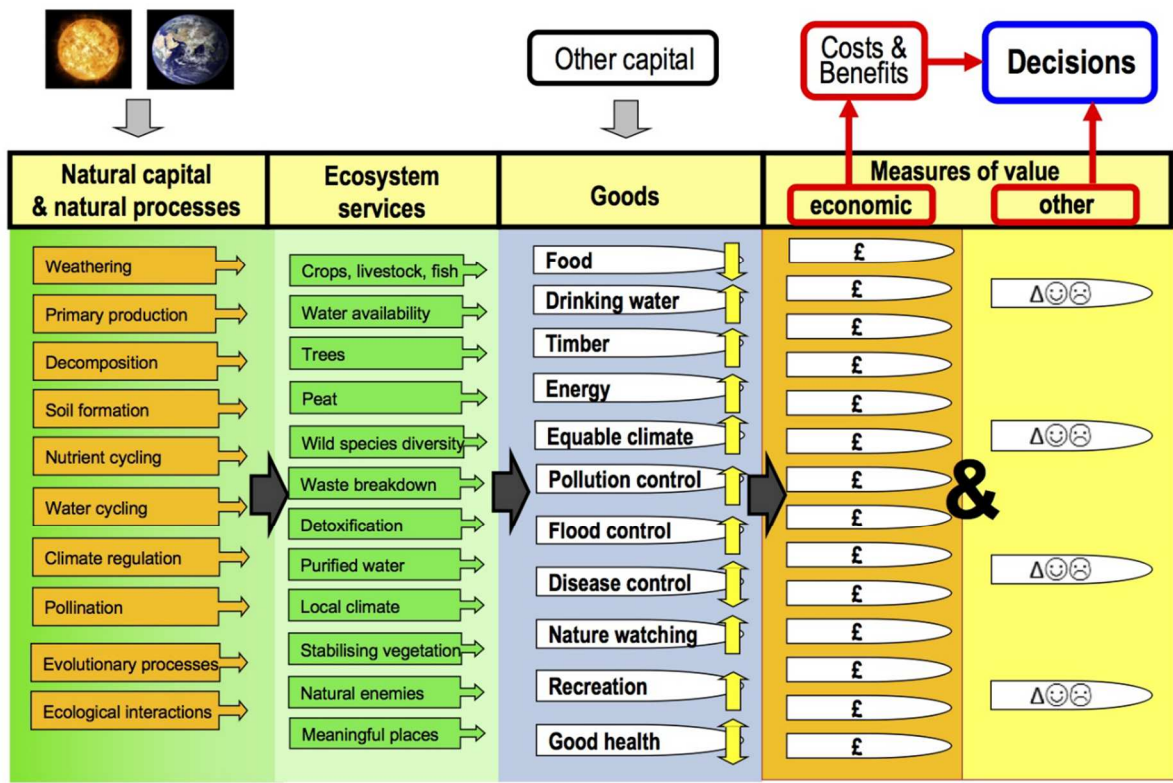 Other capital
Costs &
Benefits
Decisions
Natural capital
& natural processes
Ecosystem
services
Goods
Measures of value
economic
other
Weathering
Primary production
Decomposition
Soil formation
Nutrient cycling
Water cycling
Climate regulation
Pollination
Evolutionary processes
Ecological interactions
Crops, livestock, fish
Water availability
Trees
Peat
Wild species diversity
Waste breakdown
Detoxification
Purified water
Local climate
Stabilising vegetation
Natural enemies
Meaningful places
Food
Drinking water
Timber
Energy
Equable climate
Pollution control
Flood control
Disease control
Nature watching
Recreation
Good health
£
£
£
£
£
£
£
£
£
£
£
£
£
£
&
Δ☺☹
Δ☺☹
Δ☺☹
Δ☺☹